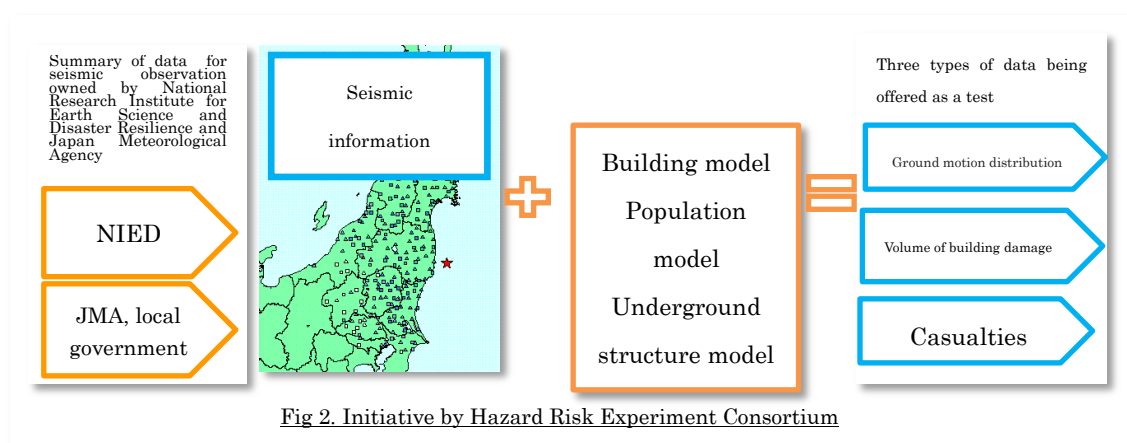 Summary of data for
seismic observation
owned by National
Research Institute for
Earth Science and
Disaster Resilience and
Japan Meteorological
Agency
NIED
JMA, local
government
Seismic
information
Building model
Population
model
Underground
structure model
Three types of data being
offered as a test
Ground motion distribution
Volume of building damage
Casualties
Fig 2. Initiative by Hazard Risk Experiment Consortium